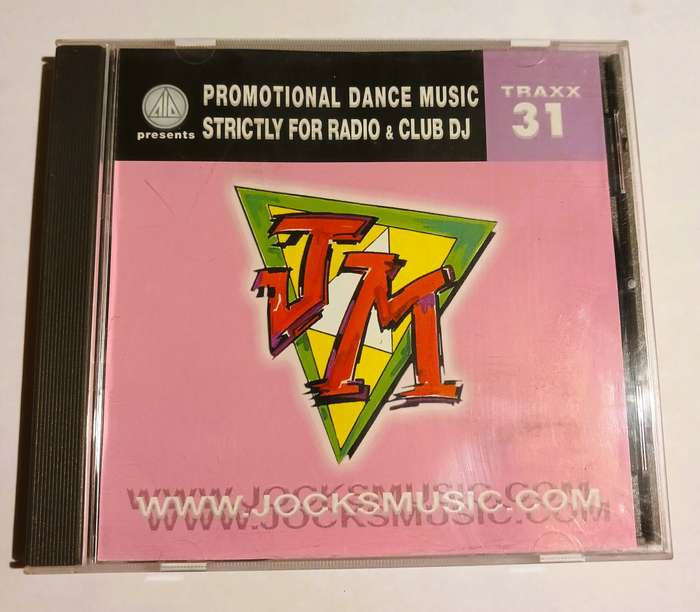 presents
PROMOTIONAL DANCE MUSIC
STRICTLY FOR RADIO & CLUB DJ
TRAXX
31
JM
WWW.JOCKSMUSIC.COM